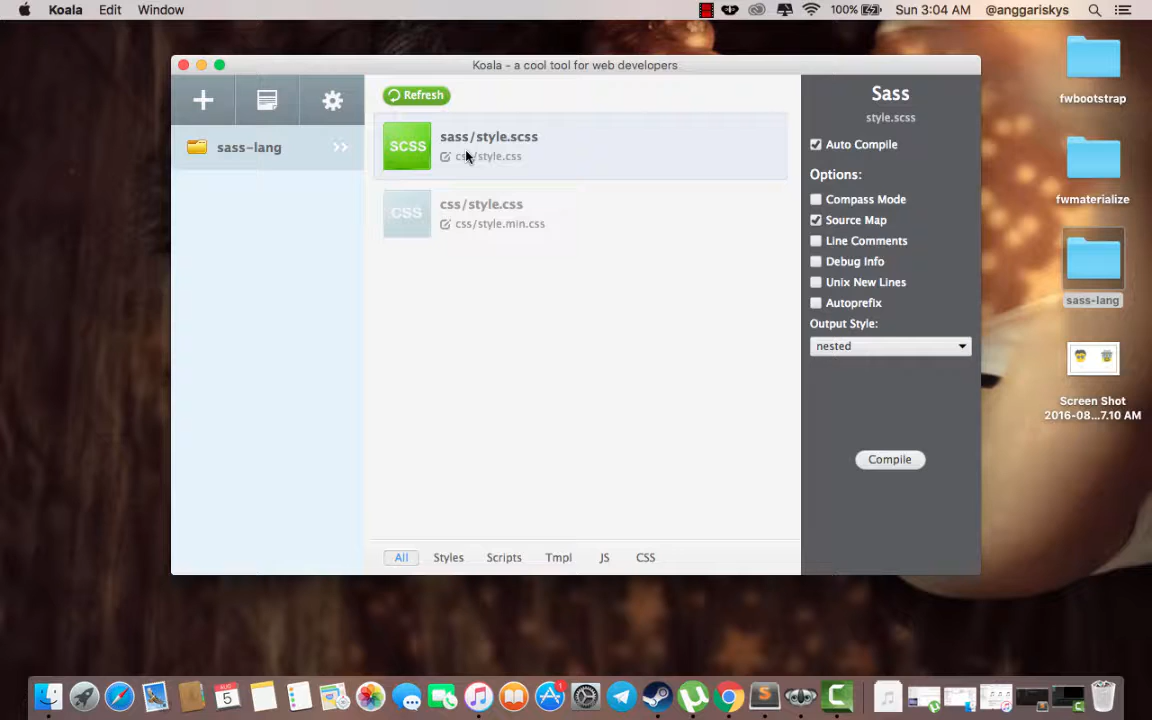 Koala Edit Window 100% Sun 3:04 AM @anggariskys
Koala - a cool tool for web developers
Refresh
sass-lang
SCSS
sass/style.scss
css/style.css
CSS
css/style.css
css/style.min.css
All Styles Scripts Tmpl JS CSS
Sass
style.scss
Auto Compile
Options:
Compass Mode
Source Map
Line Comments
Debug Info
Unix New Lines
Autoprefix
Output Style:
nested
Compile
fwbootstrap
fwmaterialize
sass-lang
Screen Shot
2016-08...7.10 AM
AUG
5